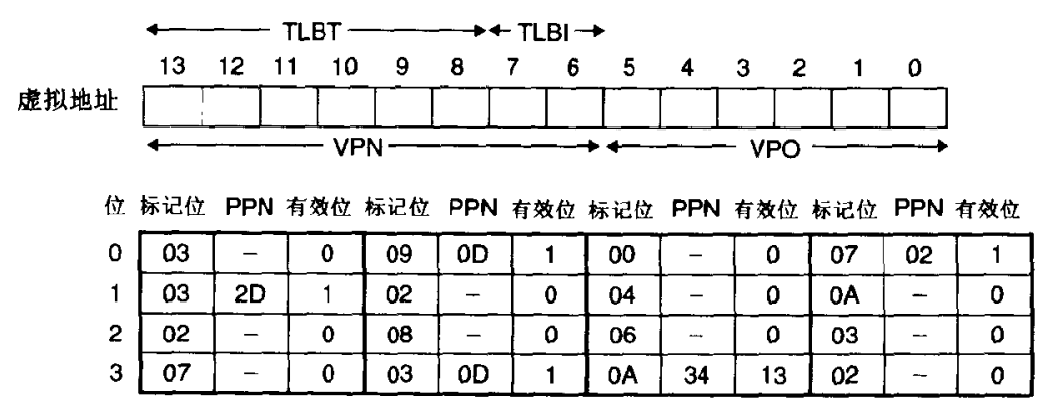 TLBT TLBI
13 12 11 10 9 8 7 6 5 4 3 2 1 0
虚拟地址
VPN VPO
位 标记位 PPN 有效位 标记位 PPN 有效位 标记位 PPN 有效位 标记位 PPN 有效位
0 03 – 0 09 0D 1 00 – 0 07 02 1
1 03 2D 1 02 – 0 04 – 0 0A – 0
2 02 – 0 08 – 0 06 – 0 03 – 0
3 07 – 0 03 0D 1 0A 34 13 02 – 0